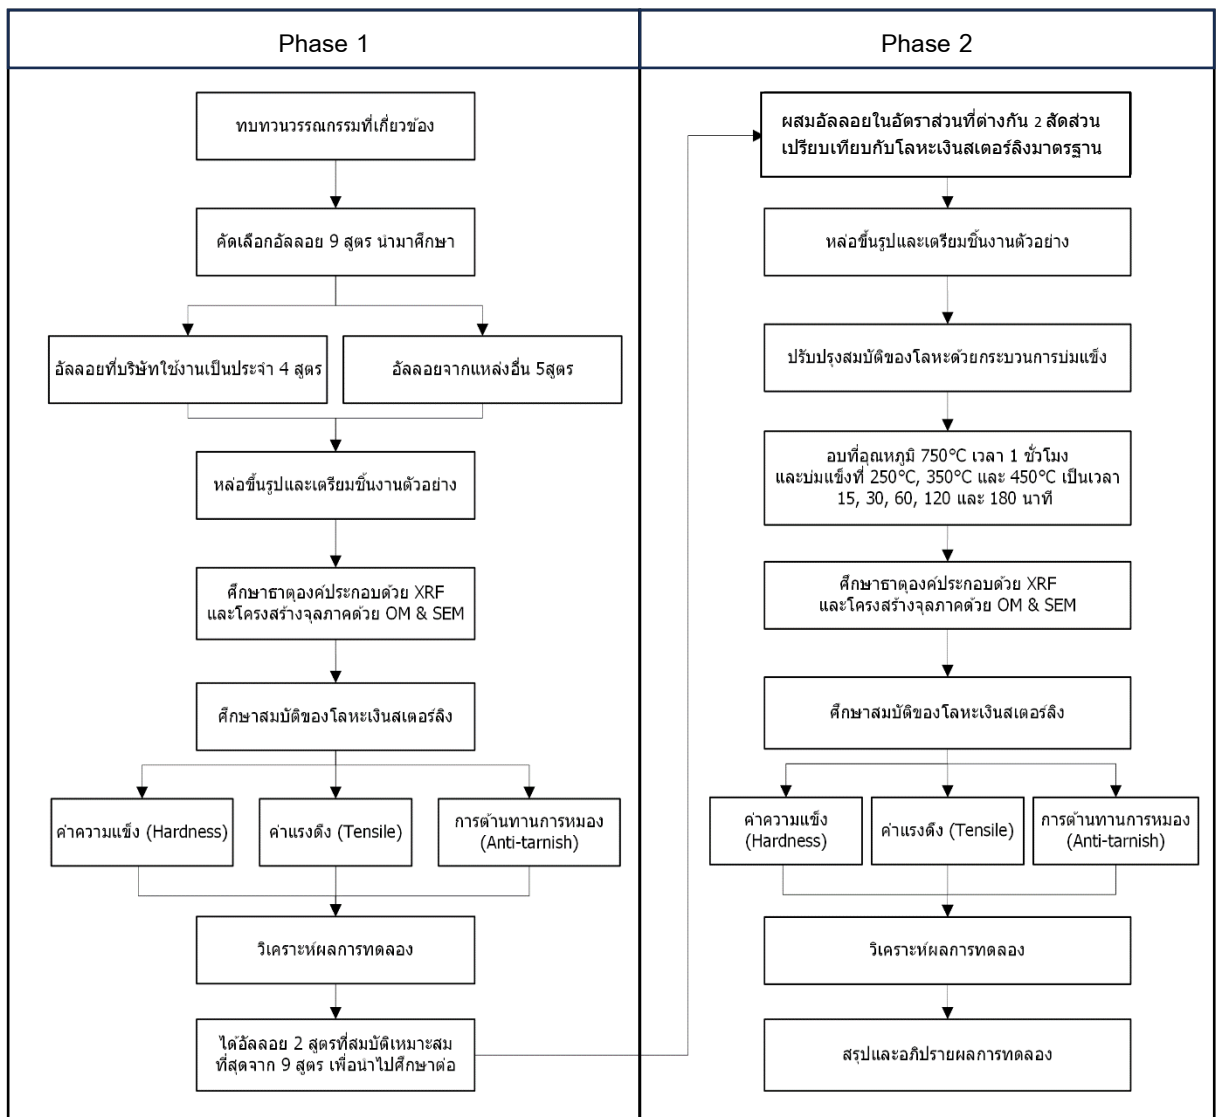 Phase 1
ทบทวนวรรณกรรมที่เกี่ยวข้อง
คัดเลือกอัลลอย 9 สูตร นำมาศึกษา
อัลลอยที่บริษัทใช้งานเป็นประจำ 4 สูตร
อัลลอยจากแหล่งอื่น 5สูตร
หล่อขึ้นรูปและเตรียมชิ้นงานตัวอย่าง
ศึกษาธาตุองค์ประกอบด้วย XRF
และโครงสร้างจุลภาคด้วย OM & SEM
ศึกษาสมบัติของโลหะเงินสเตอร์ลิง
ค่าความแข็ง (Hardness)
ค่าแรงดึง (Tensile)
การต้านทานการหมอง
(Anti-tarnish)
วิเคราะห์ผลการทดลอง
ได้อัลลอย 2 สูตรที่สมบัติเหมาะสม
ที่สุดจาก 9 สูตร เพื่อนำไปศึกษาต่อ
Phase 2
ผสมอัลลอยในอัตราส่วนที่ต่างกัน 2 สัดส่วน
เปรียบเทียบกับโลหะเงินสเตอร์ลิงมาตรฐาน
หล่อขึ้นรูปและเตรียมชิ้นงานตัวอย่าง
ปรับปรุงสมบัติของโลหะด้วยกระบวนการบ่มแข็ง
อบที่อุณหภูมิ 750°C เวลา 1 ชั่วโมง
และบ่มแข็งที่ 250°C, 350°C และ 450°C เป็นเวลา
15, 30, 60, 120 และ 180 นาที
ศึกษาธาตุองค์ประกอบด้วย XRF
และโครงสร้างจุลภาคด้วย OM & SEM
ศึกษาสมบัติของโลหะเงินสเตอร์ลิง
ค่าความแข็ง
(Hardness)
ค่าแรงดึง (Tensile)
การต้านทานการหมอง
(Anti-tarnish)
วิเคราะห์ผลการทดลอง
สรุปและอภิปรายผลการทดลอง